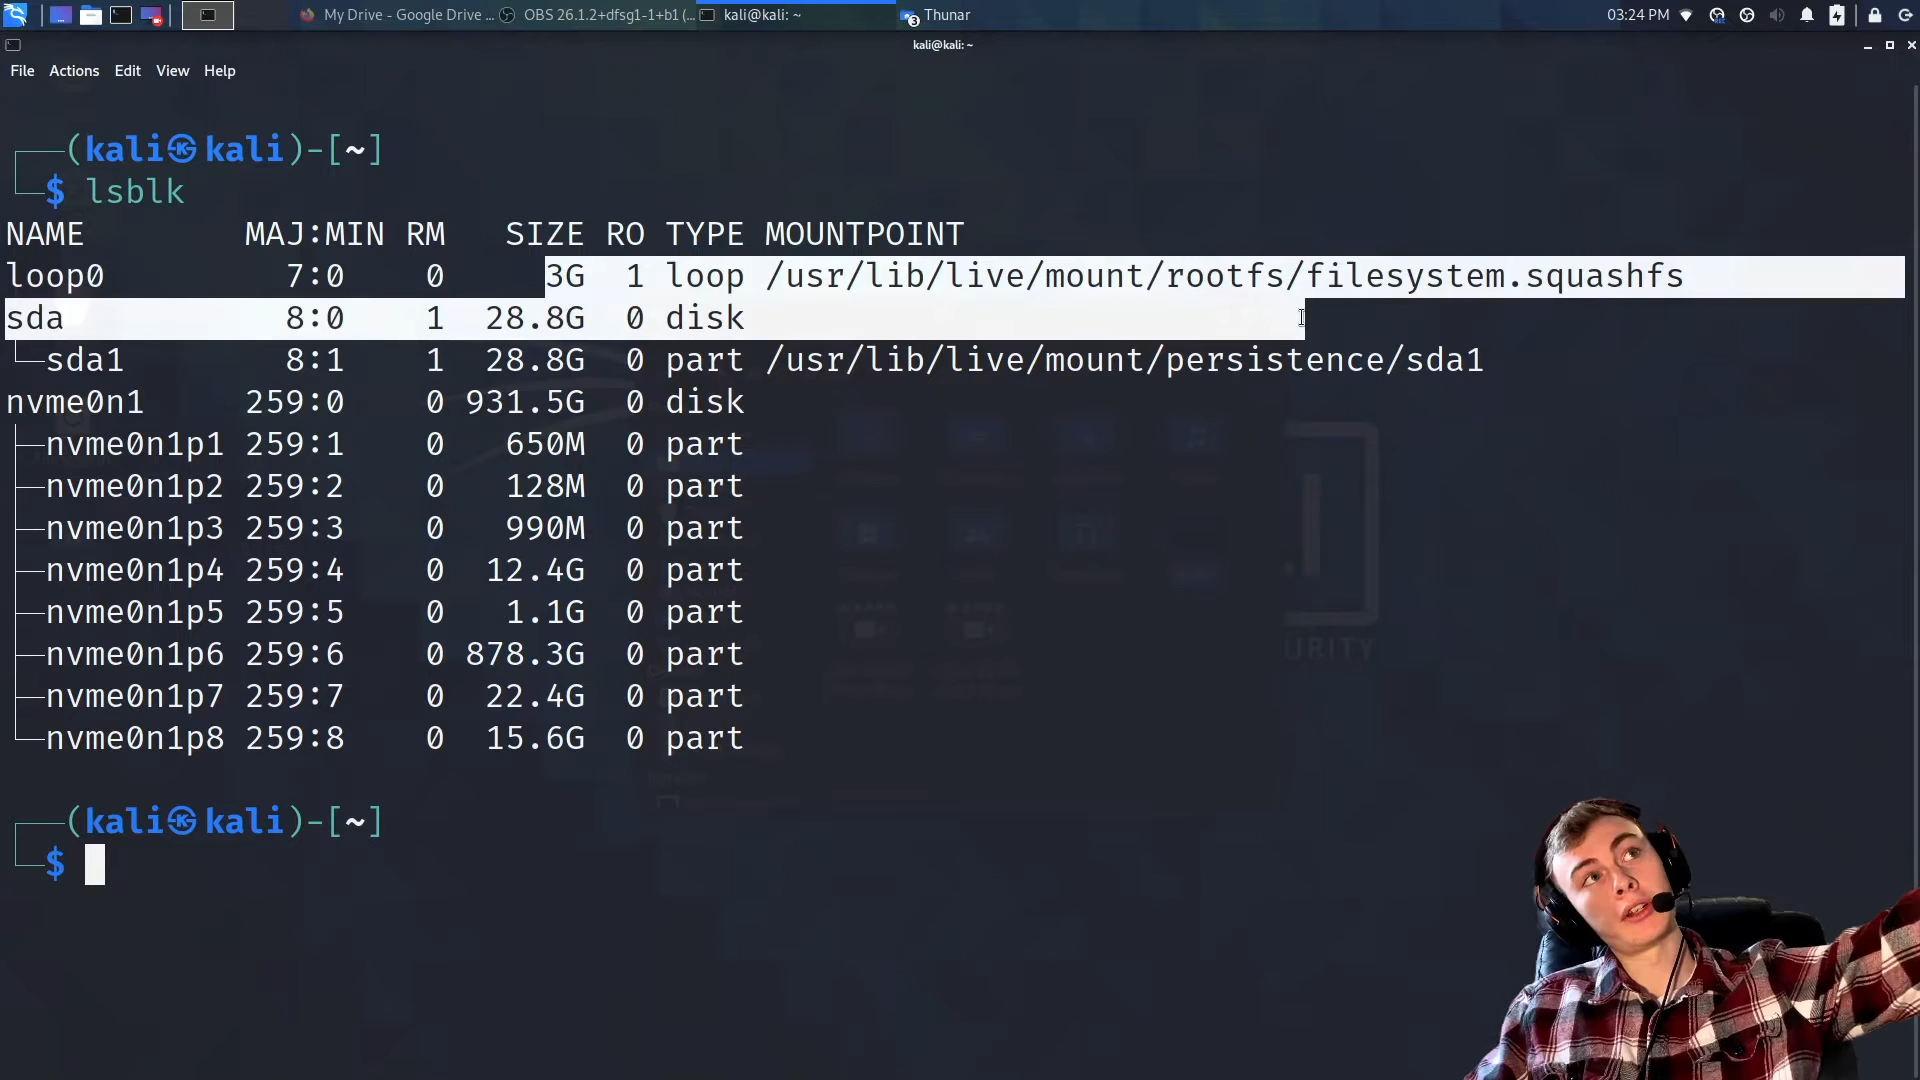 My Drive - Google Drive ...
OBS 26.1.2+dfsg1-1+b1 (...
kali@kali: ~
3
Thunar
03:24 PM
kali@kali: ~
File Actions Edit View Help
(kali㉿kali)-[~]
$ lsblk
NAME MAJ:MIN RM SIZE RO TYPE MOUNTPOINT
loop0 7:0 0 3G 1 loop /usr/lib/live/mount/rootfs/filesystem.squashfs
sda 8:0 1 28.8G 0 disk
└─sda1 8:1 1 28.8G 0 part /usr/lib/live/mount/persistence/sda1
nvme0n1 259:0 0 931.5G 0 disk
├─nvme0n1p1 259:1 0 650M 0 part
├─nvme0n1p2 259:2 0 128M 0 part
├─nvme0n1p3 259:3 0 990M 0 part
├─nvme0n1p4 259:4 0 12.4G 0 part
├─nvme0n1p5 259:5 0 1.1G 0 part
├─nvme0n1p6 259:6 0 878.3G 0 part
├─nvme0n1p7 259:7 0 22.4G 0 part
└─nvme0n1p8 259:8 0 15.6G 0 part
URITY
(kali㉿kali)-[~]
$